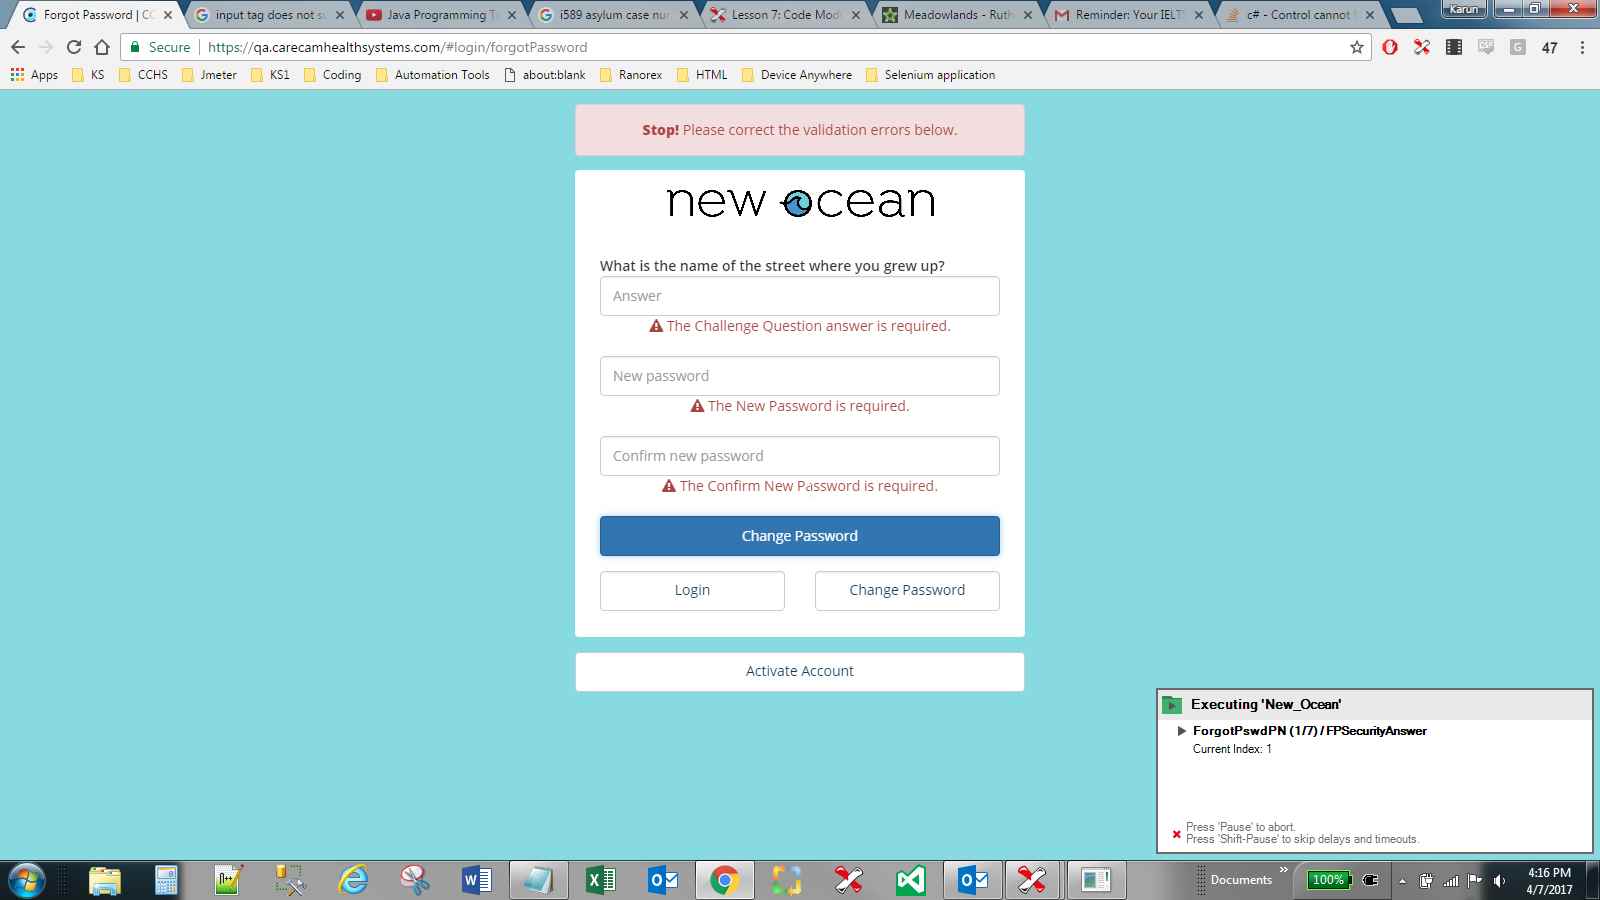 Forgot Password | CC
input tag does not su
Java Programming Tu
i589 asylum case nur
Lesson 7: Code Modu
Meadowlands - Ruth
Reminder: Your IELT
c# - Control cannot f
Karun
Secure
https://qa.carecamhealthsystems.com/#login/forgotPassword
47
Apps
KS
CCHS
Jmeter
KS1
Coding
Automation Tools
about:blank
Ranorex
HTML
Device Anywhere
Selenium application
Stop! Please correct the validation errors below.
new ocean
What is the name of the street where you grew up?
Answer
The Challenge Question answer is required.
New password
The New Password is required.
Confirm new password
The Confirm New Password is required.
Change Password
Login
Change Password
Activate Account
Executing 'New_Ocean'
ForgotPswdPN (1/7) / FPSecurityAnswer
Current Index: 1
Press 'Pause' to abort.
Press 'Shift-Pause' to skip delays and timeouts.
Documents
100%
4:16 PM
4/7/2017